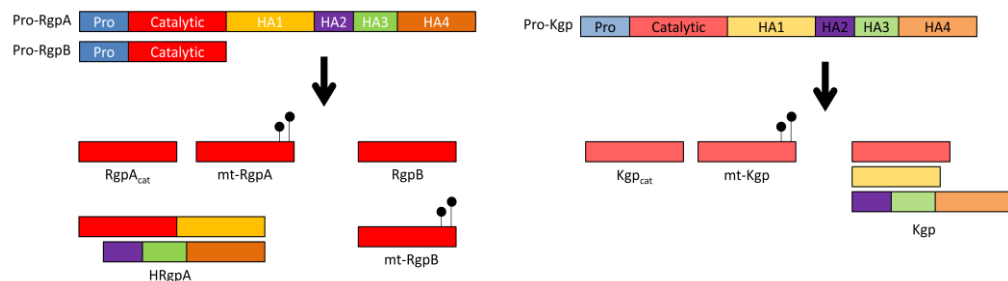 Pro-RgpA Pro Catalytic HA1 HA2 HA3 HA4
Pro-RgpB Pro Catalytic
RgpAcat mt-RgpA RgpB
HRgpA
mt-RgpB
Pro-Kgp Pro Catalytic HA1 HA2 HA3 HA4
Kgpcat mt-Kgp
Kgp